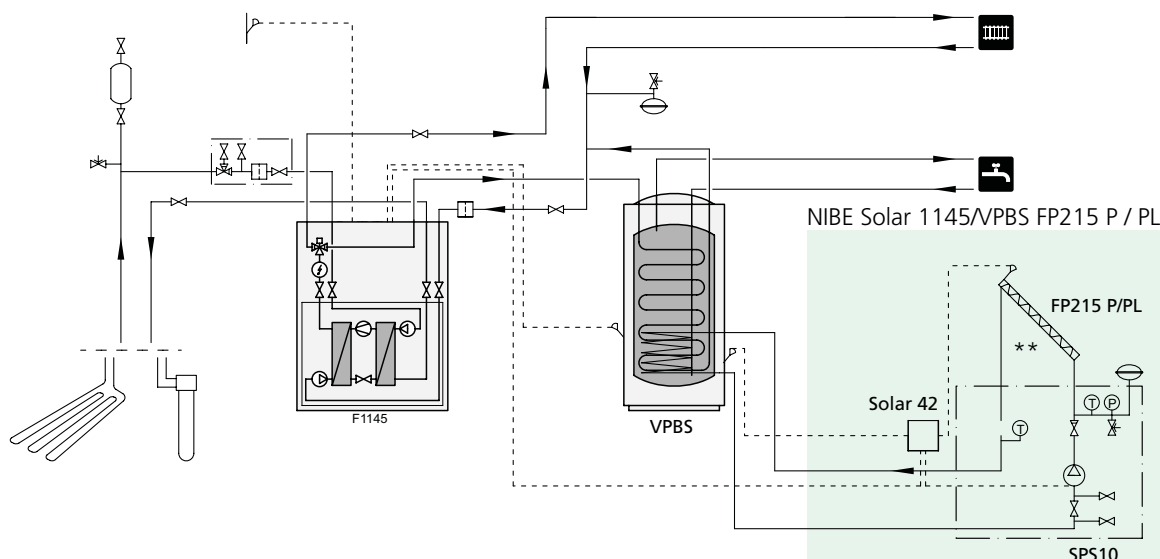 NIBE Solar 1145/VPBS FP215 P / PL
FP215 P/PL
**
T
P
Solar 42
T
F1145
VPBS
SPS10